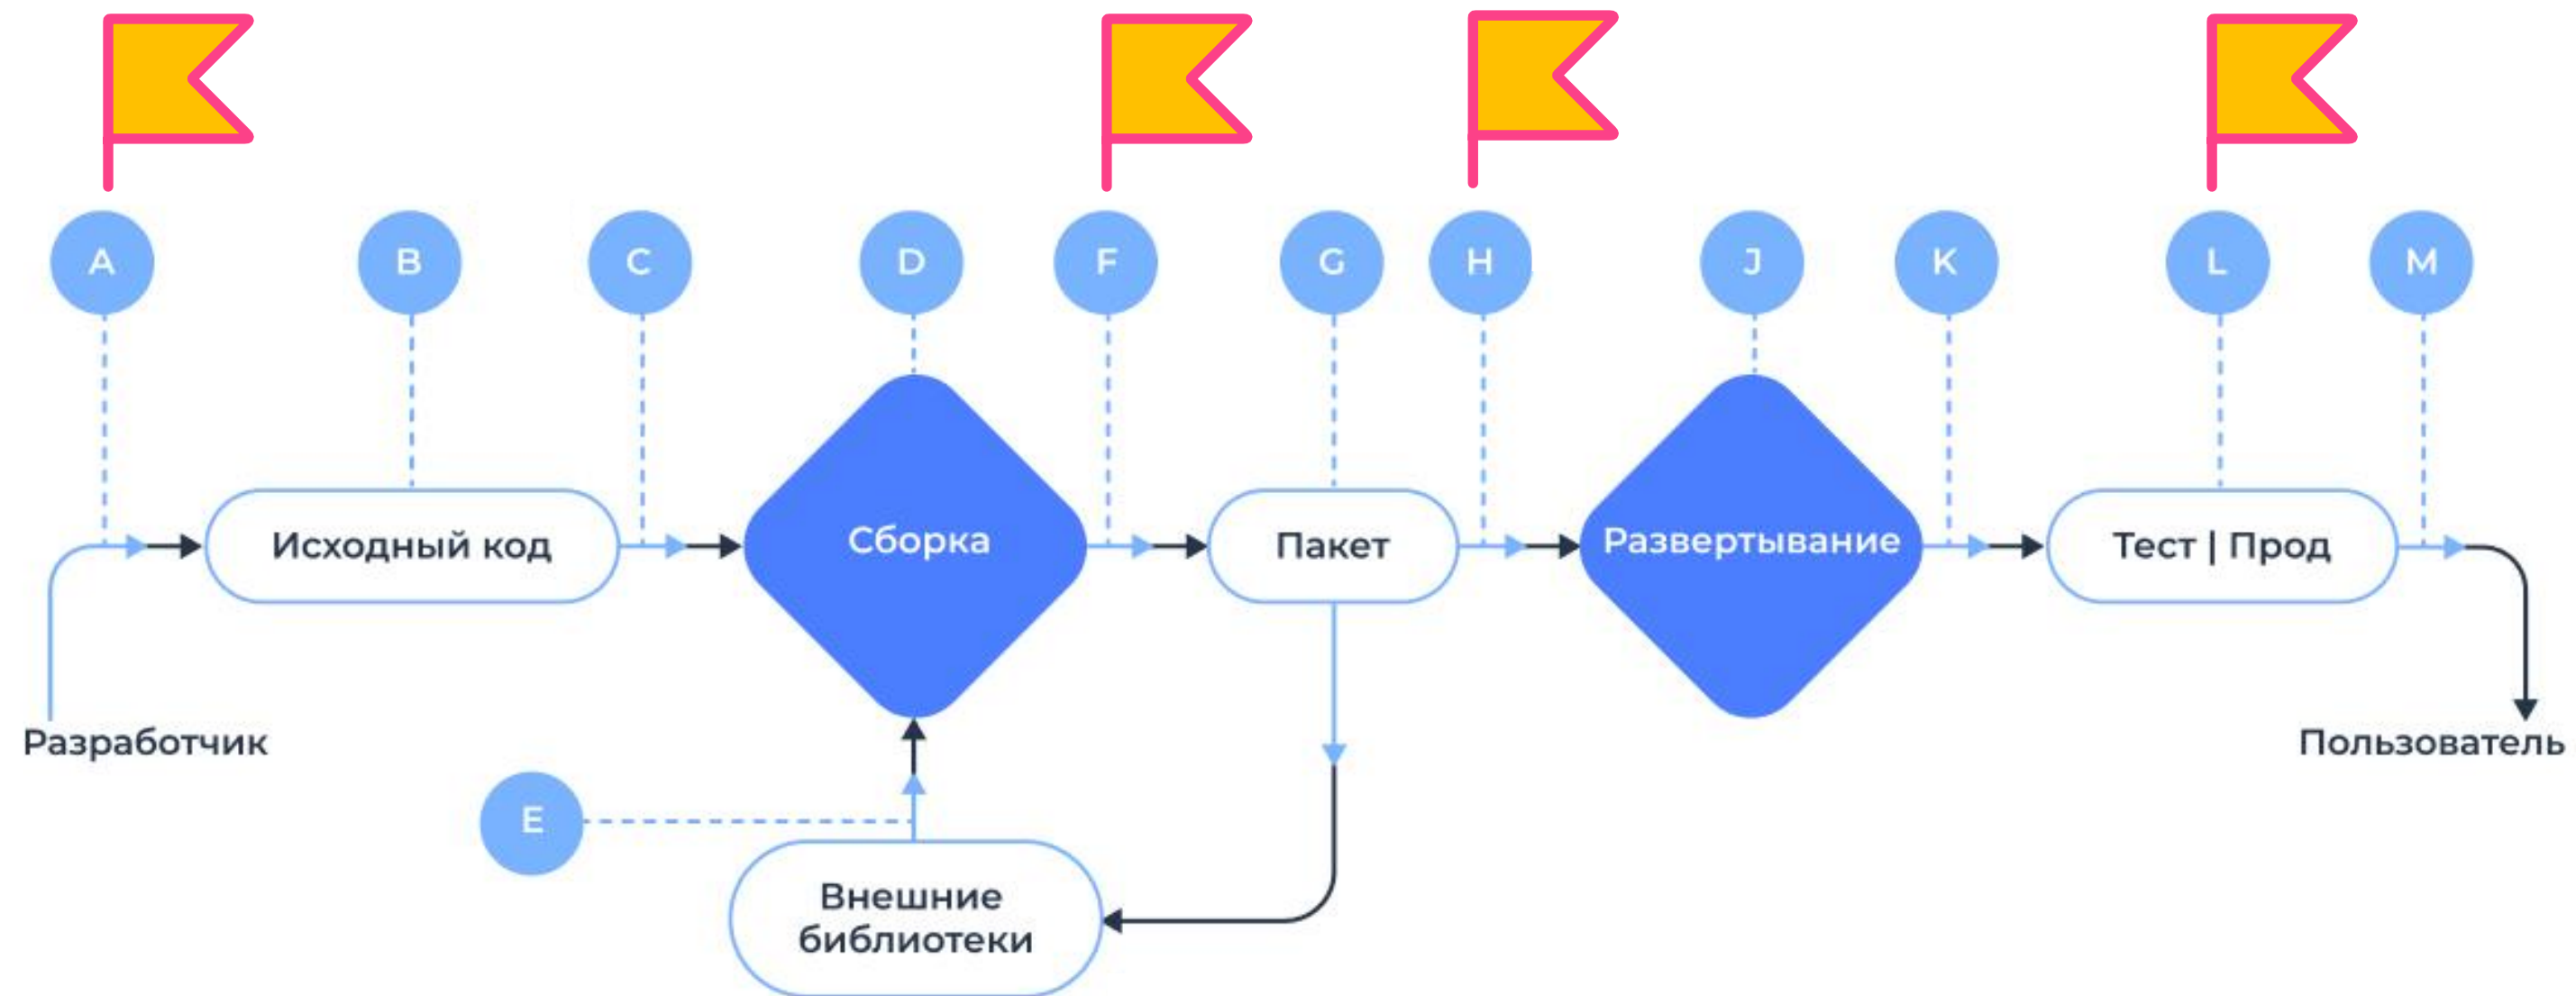 A
B
C
D
F
G
H
J
K
L
M
Исходный код
Сборка
Пакет
Развертывание
Тест | Прод
Разработчик
Пользователь
E
Внешние
библиотеки